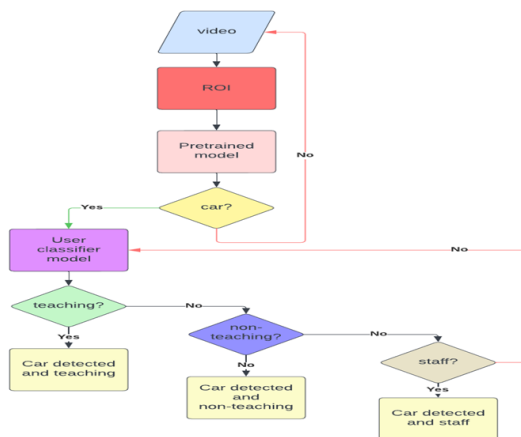 video
ROI
Pretrained
model
No
car?
Yes
User
classifier
model
No
teaching?
No
non-
teaching?
No
staff?
Yes
Car detected
and teaching
No
Car detected
and
non-teaching
Yes
Car detected
and staff